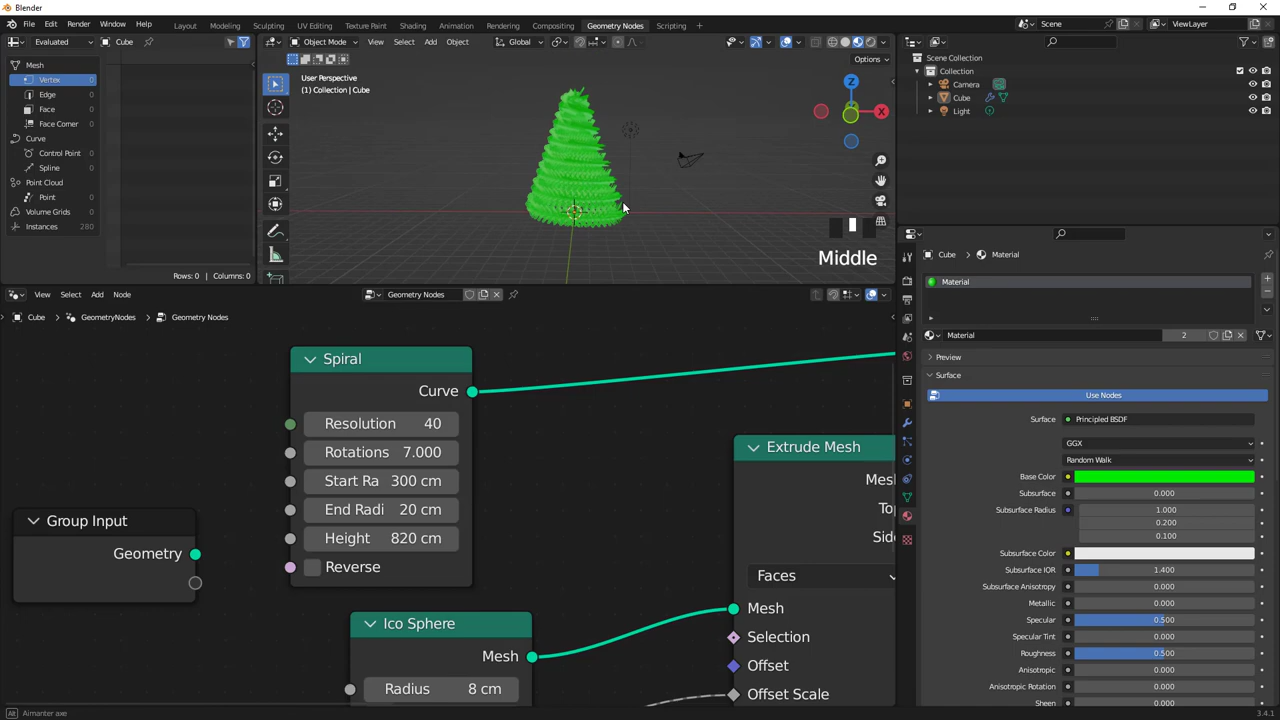 Blender
File Edit Render Window Help Layout Modeling Sculpting UV Editing Texture Paint Shading Animation Rendering Compositing Geometry Nodes Scripting + Scene ViewLayer
Evaluated Cube
Object Mode View Select Add Object Global
Options
Mesh
Vertex 0
Edge 0
Face 0
Face Corner 0
Curve
Control Point 0
Spline 0
Point Cloud
Point 0
Volume Grids 0
Instances 280
Rows: 0 | Columns: 0
User Perspective
(1) Collection | Cube
Z
X
Middle
Scene Collection
Collection
Camera
Cube
Light
View Select Add Node Geometry Nodes
Cube > GeometryNodes > Geometry Nodes
Spiral
Curve
Resolution 40
Rotations 7.000
Start Ra 300 cm
End Radi 20 cm
Height 820 cm
Reverse
Group Input
Geometry
Ico Sphere
Mesh
Radius 8 cm
Extrude Mesh
Mesl
To
Sid
Faces
Mesh
Selection
Offset
Offset Scale
Cube > Material
Material
Material 2
Preview
Surface
Use Nodes
Surface Principled BSDF
GGX
Random Walk
Base Color
Subsurface 0.000
Subsurface Radius 1.000
0.200
0.100
Subsurface Color
Subsurface IOR 1.400
Subsurface Anisotropy 0.000
Metallic 0.000
Specular 0.500
Specular Tint 0.000
Roughness 0.500
Anisotropic 0.000
Anisotropic Rotation 0.000
Sheen 0.000
Alt Aimanter axe
3.4.1